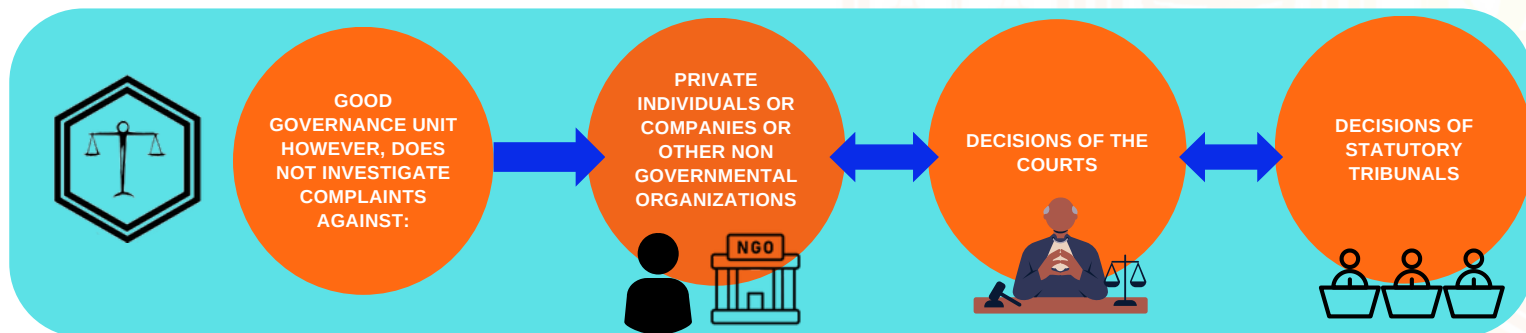 GOOD
GOVERNANCE UNIT
HOWEVER, DOES
NOT INVESTIGATE
COMPLAINTS
AGAINST:
PRIVATE
INDIVIDUALS OR
COMPANIES OR
OTHER NON
GOVERNMENTAL
ORGANIZATIONS
NGO
DECISIONS OF THE
COURTS
DECISIONS OF
STATUTORY
TRIBUNALS